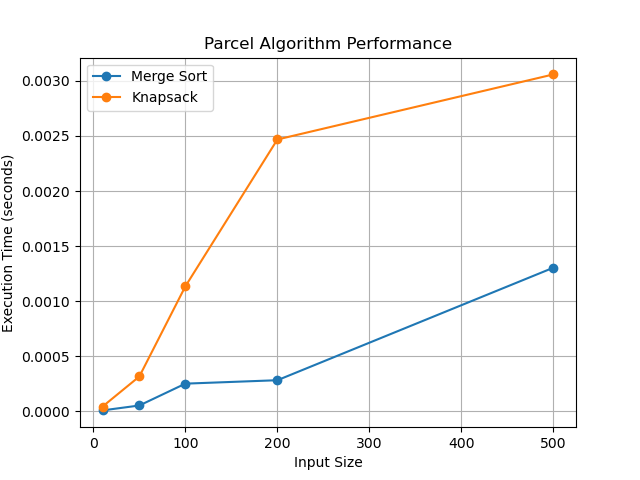 Parcel Algorithm Performance
Merge Sort
Knapsack
Execution Time (seconds)
0.0030
0.0025
0.0020
0.0015
0.0010
0.0005
0.0000
0 100 200 300 400 500
Input Size